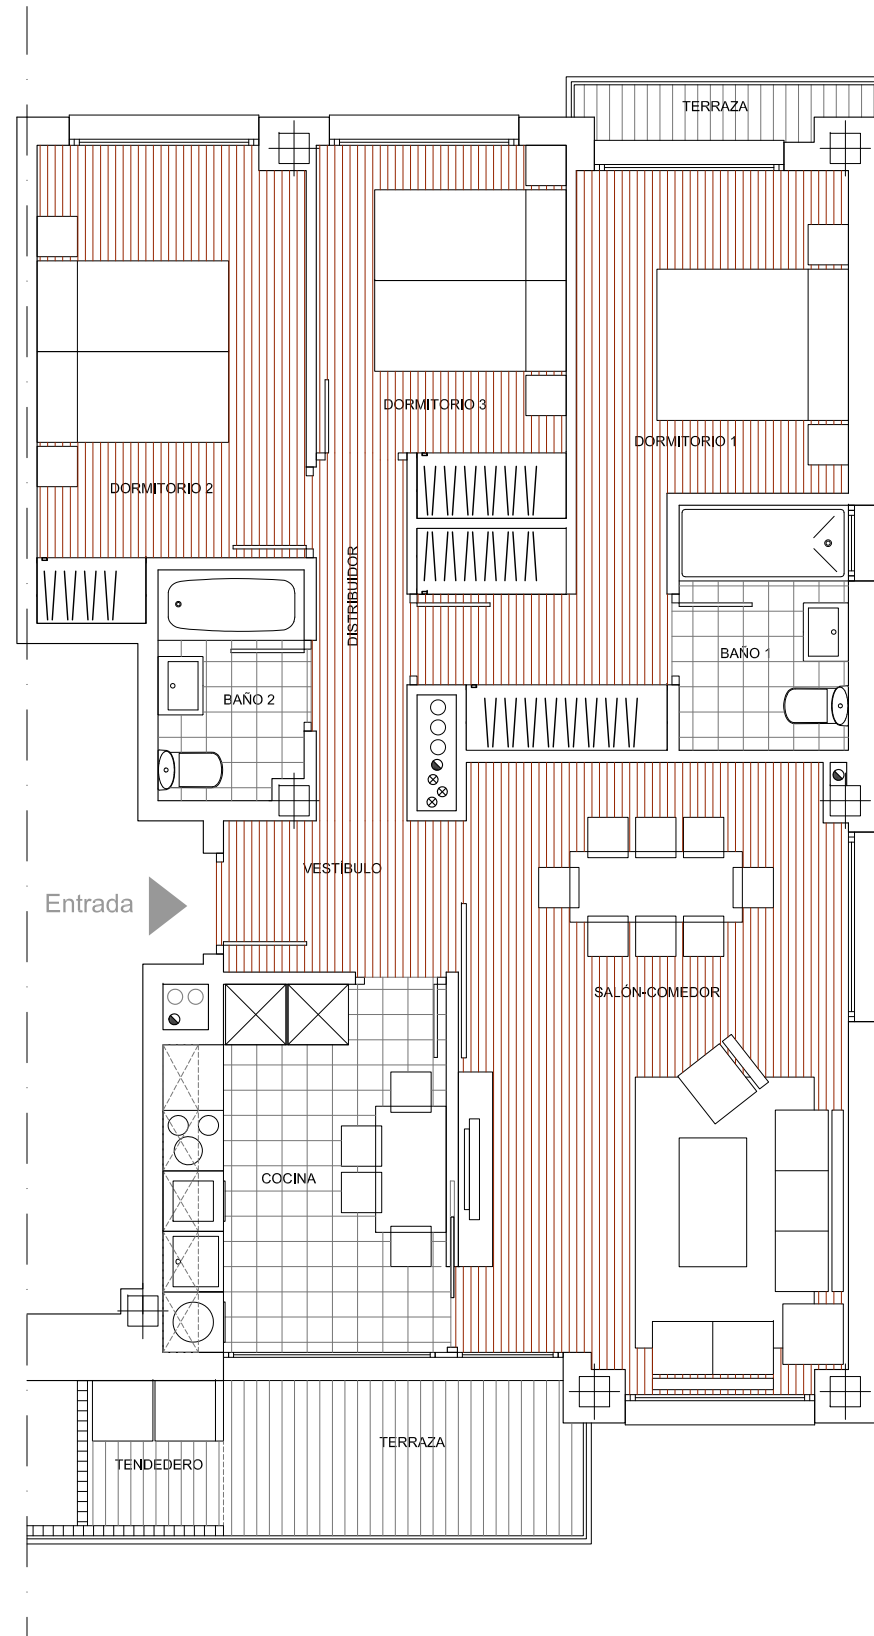 TERRAZA
DORMITORIO 3
DORMITORIO 1
DORMITORIO 2
DISTRIBUIDOR
BAÑO 1
BAÑO 2
VESTÍBULO
Entrada
SALÓN-COMEDOR
COCINA
TERRAZA
TENDEDERO